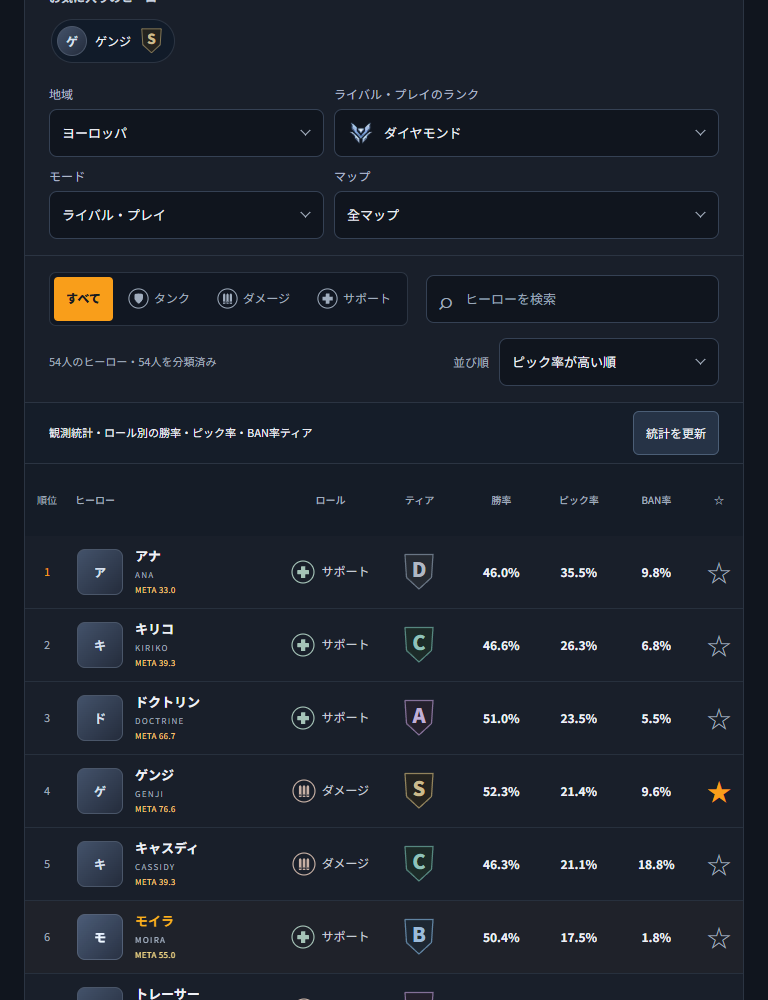 ゲ ゲンジ S
地域 ライバル・プレイのランク
ヨーロッパ ダイヤモンド
モード マップ
ライバル・プレイ 全マップ
すべて タンク ダメージ サポート ヒーローを検索
54人のヒーロー・54人を分類済み 並び順 ピック率が高い順
観測統計・ロール別の勝率・ピック率・BAN率ティア 統計を更新
順位 ヒーロー ロール ティア 勝率 ピック率 BAN率 ☆
1 ア アナ サポート D 46.0% 35.5% 9.8% ☆
ANA
META 33.0
2 キ キリコ サポート C 46.6% 26.3% 6.8% ☆
KIRIKO
META 39.3
3 ド ドクトリン サポート A 51.0% 23.5% 5.5% ☆
DOCTRINE
META 66.7
4 ゲ ゲンジ ダメージ S 52.3% 21.4% 9.6% ★
GENJI
META 76.6
5 キ キャスディ ダメージ C 46.3% 21.1% 18.8% ☆
CASSIDY
META 39.3
6 モ モイラ サポート B 50.4% 17.5% 1.8% ☆
MOIRA
META 55.0
トレーサー